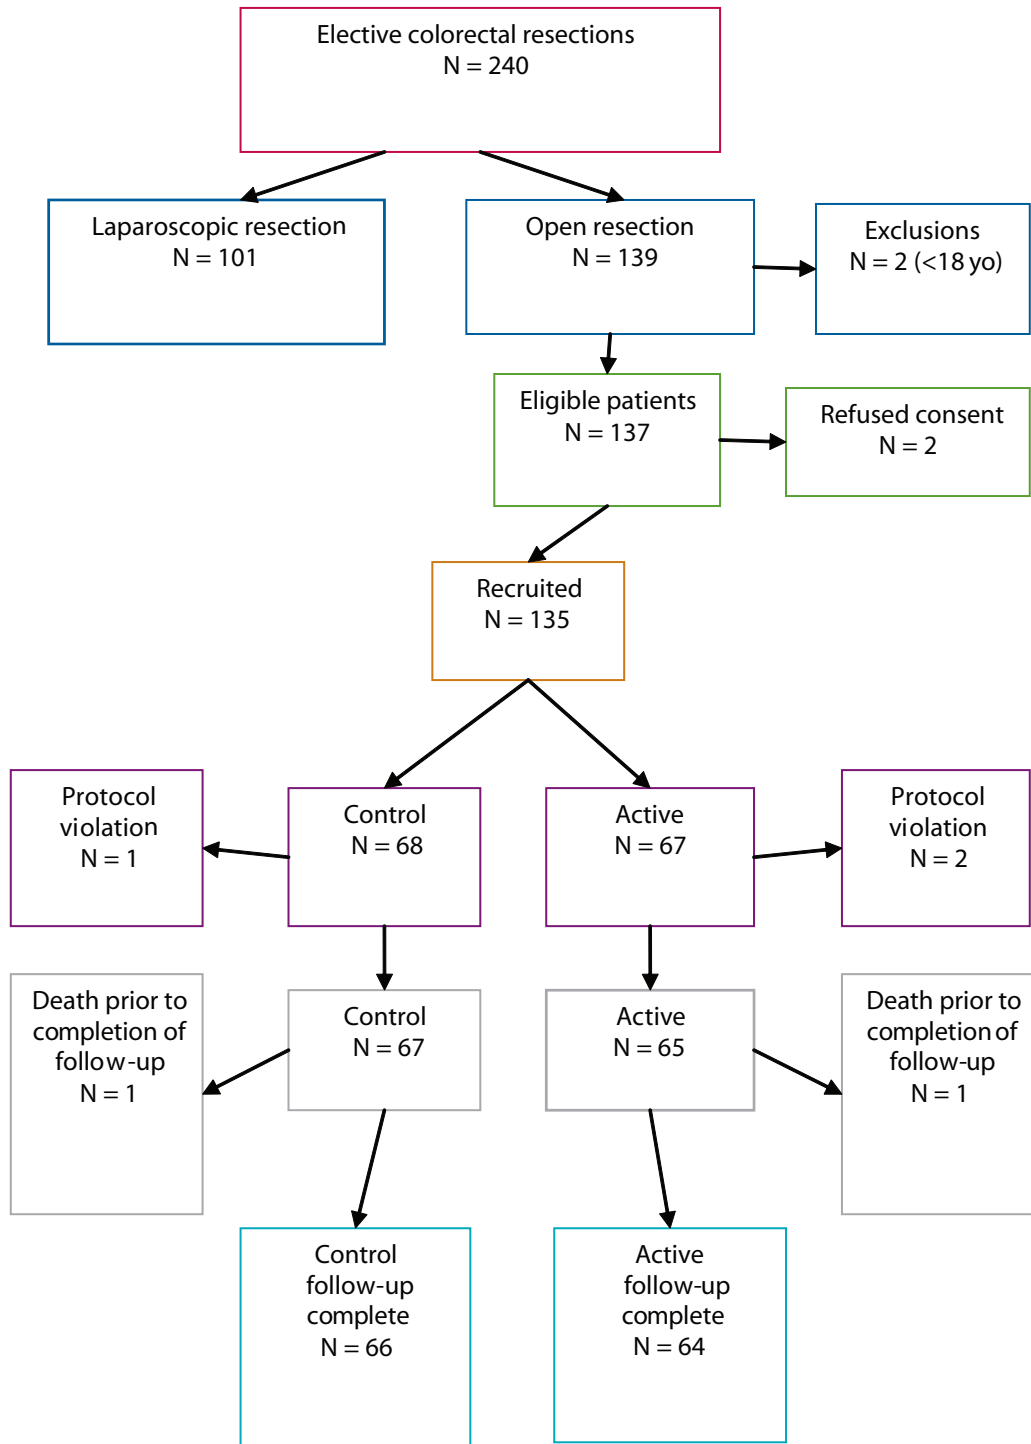 Elective colorectal resections
N = 240
Laparoscopic resection
N = 101
Open resection
N = 139
Exclusions
N = 2 (<18 yo)
Eligible patients
N = 137
Refused consent
N = 2
Recruited
N = 135
Protocol
violation
N = 1
Control
N = 68
Active
N = 67
Protocol
violation
N = 2
Death prior to
completion of
follow-up
N = 1
Control
N = 67
Active
N = 65
Death prior to
completion of
follow-up
N = 1
Control
follow-up
complete
N = 66
Active
follow-up
complete
N = 64